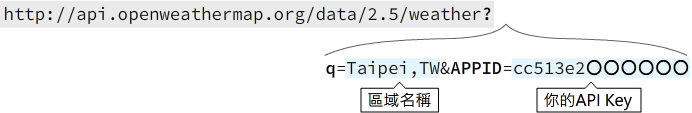 http://api.openweathermap.org/data/2.5/weather?
q=Taipei,TW&APPID=cc513e2〇〇〇〇〇〇
區域名稱
你的API Key